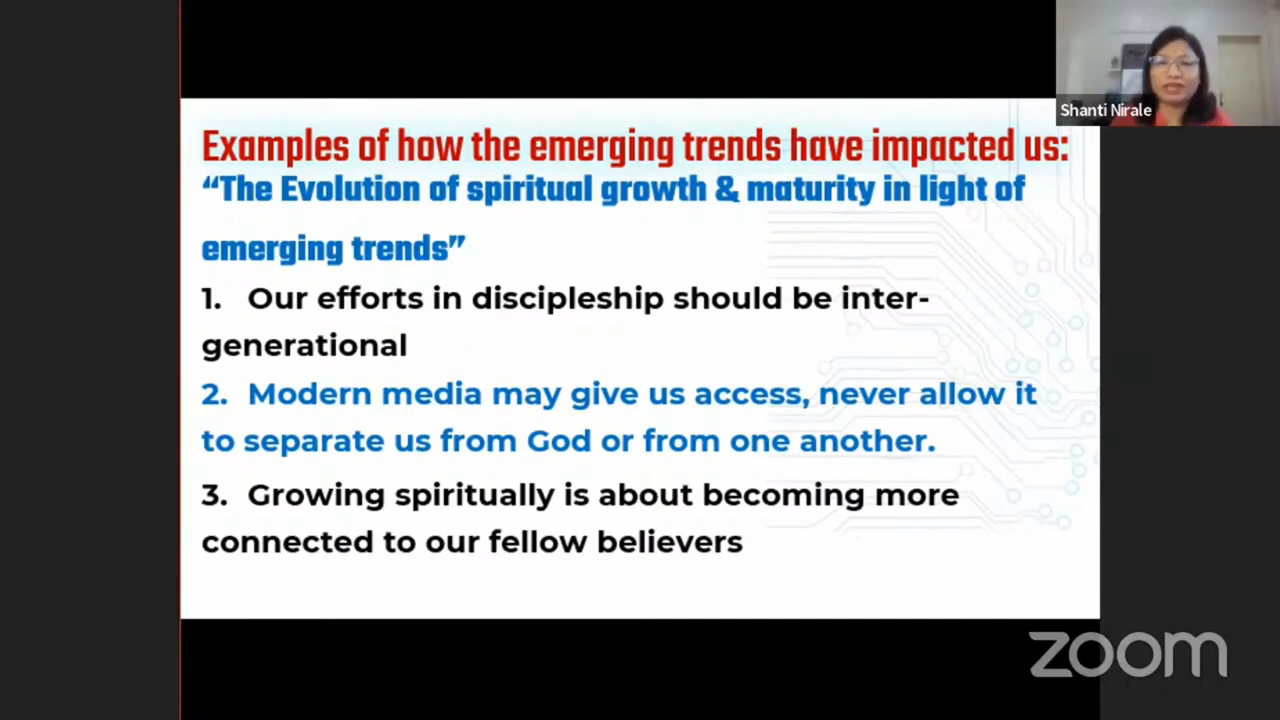 Shanti Nirale
Examples of how the emerging trends have impacted us:
“The Evolution of spiritual growth & maturity in light of
emerging trends”
1. Our efforts in discipleship should be inter-
generational
2. Modern media may give us access, never allow it
to separate us from God or from one another.
3. Growing spiritually is about becoming more
connected to our fellow believers
zoom